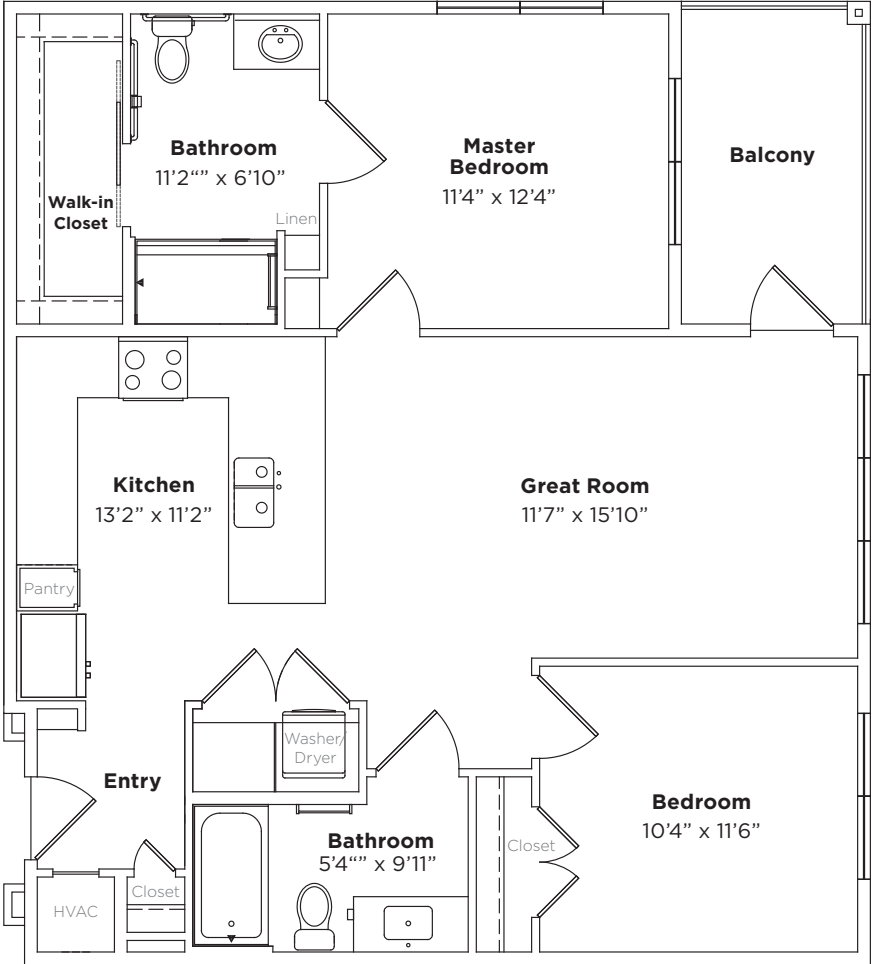 Bathroom
11’2“” x 6’10”
Master
Bedroom
11’4” x 12’4”
Balcony
Walk-in
Closet
Linen
Kitchen
13’2” x 11’2”
Great Room
11’7” x 15’10”
Pantry
Washer/
Dryer
Entry
Bedroom
10’4” x 11’6”
Bathroom
5’4“” x 9’11”
Closet
Closet
HVAC